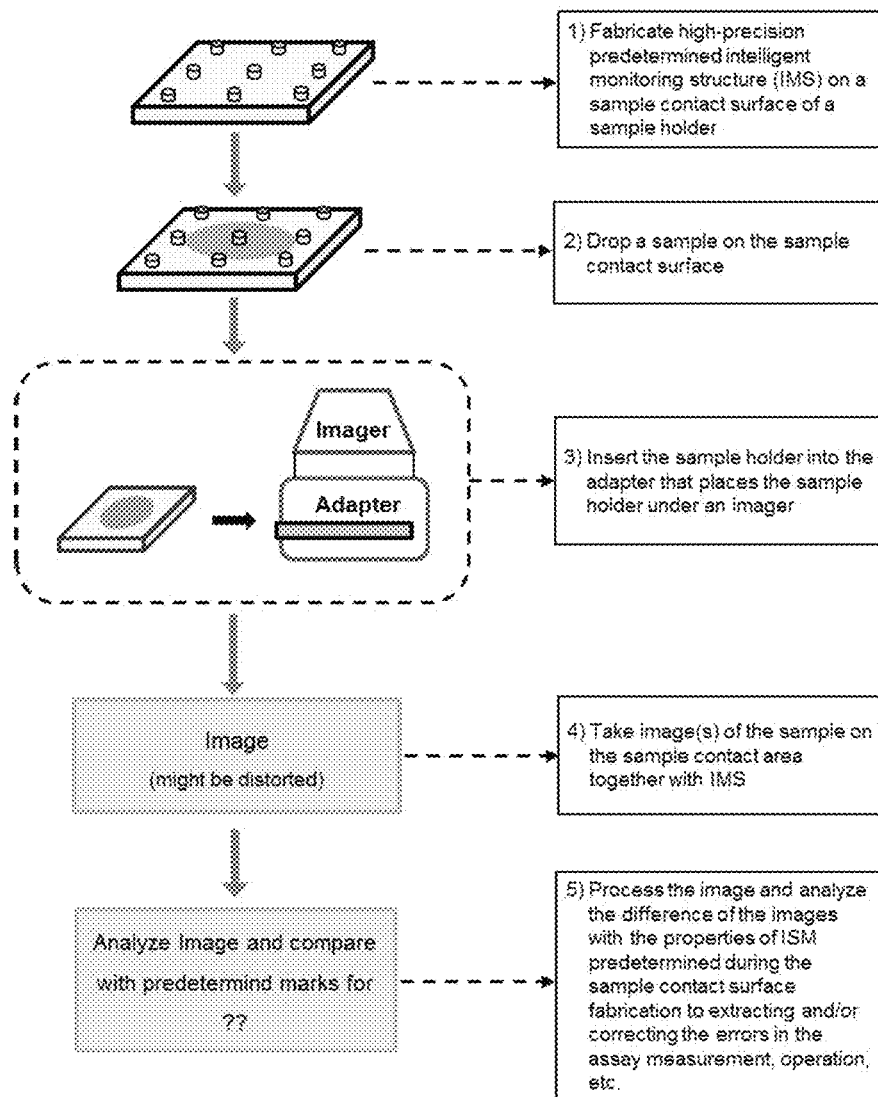 1) Fabricate high-precision
predetermined intelligent
monitoring structure (IMS) on a
sample contact surface of a
sample holder
2) Drop a sample on the sample
contact surface
Imager
Adapter
3) Insert the sample holder into the
adapter that places the sample
holder under an imager
Image
(might be distorted)
4) Take image(s) of the sample on
the sample contact area
together with IMS
Analyze Image and compare
with predetermind marks for
??
5) Process the image and analyze
the difference of the images
with the properties of ISM
predetermined during the
sample contact surface
fabrication to extracting and/or
correcting the errors in the
assay measurement, operation,
etc.